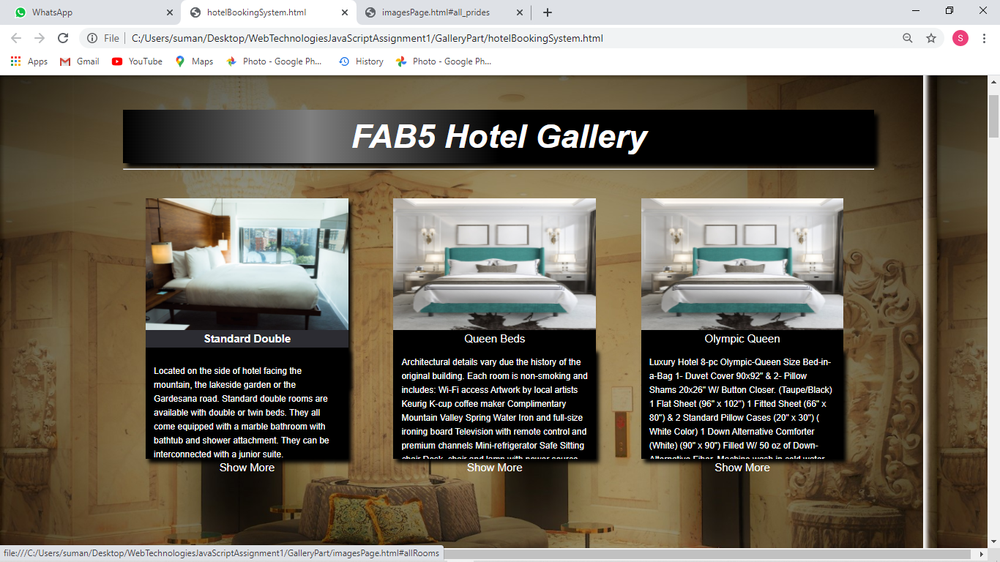 WhatsApp
hotelBookingSystem.html
imagesPage.html#all_prides
File
C:/Users/suman/Desktop/WebTechnologiesJavaScriptAssignment1/GalleryPart/hotelBookingSystem.html
S
Apps
Gmail
YouTube
Maps
Photo - Google Ph...
History
Photo - Google Ph...
FAB5 Hotel Gallery
Standard Double
Located on the side of hotel facing the
mountain, the lakeside garden or the
Gardesana road. Standard double rooms are
available with double or twin beds. They all
come equipped with a marble bathroom with
bathtub and shower attachment. They can be
interconnected with a junior suite.
Show More
Queen Beds
Architectural details vary due the history of the
original building. Each room is non-smoking and
includes: Wi-Fi access Artwork by local artists
Keurig K-cup coffee maker Complimentary
Mountain Valley Spring Water Iron and full-size
ironing board Television with remote control and
premium channels Mini-refrigerator Safe Sitting
chair Desk, chair and lamp with power source
Show More
Olympic Queen
Luxury Hotel 8-pc Olympic-Queen Size Bed-in-
a-Bag 1- Duvet Cover 90x92" & 2- Pillow
Shams 20x26" W/ Button Closer. (Taupe/Black)
1 Flat Sheet (96" x 102") 1 Fitted Sheet (66" x
80") & 2 Standard Pillow Cases (20" x 30") (
White Color) 1 Down Alternative Comforter
(White) (90" x 90") Filled W/ 50 oz of Down-
Alternative Fiber. Machine wash in cold water
Show More
file:///C:/Users/suman/Desktop/WebTechnologiesJavaScriptAssignment1/GalleryPart/imagesPage.html#allRooms